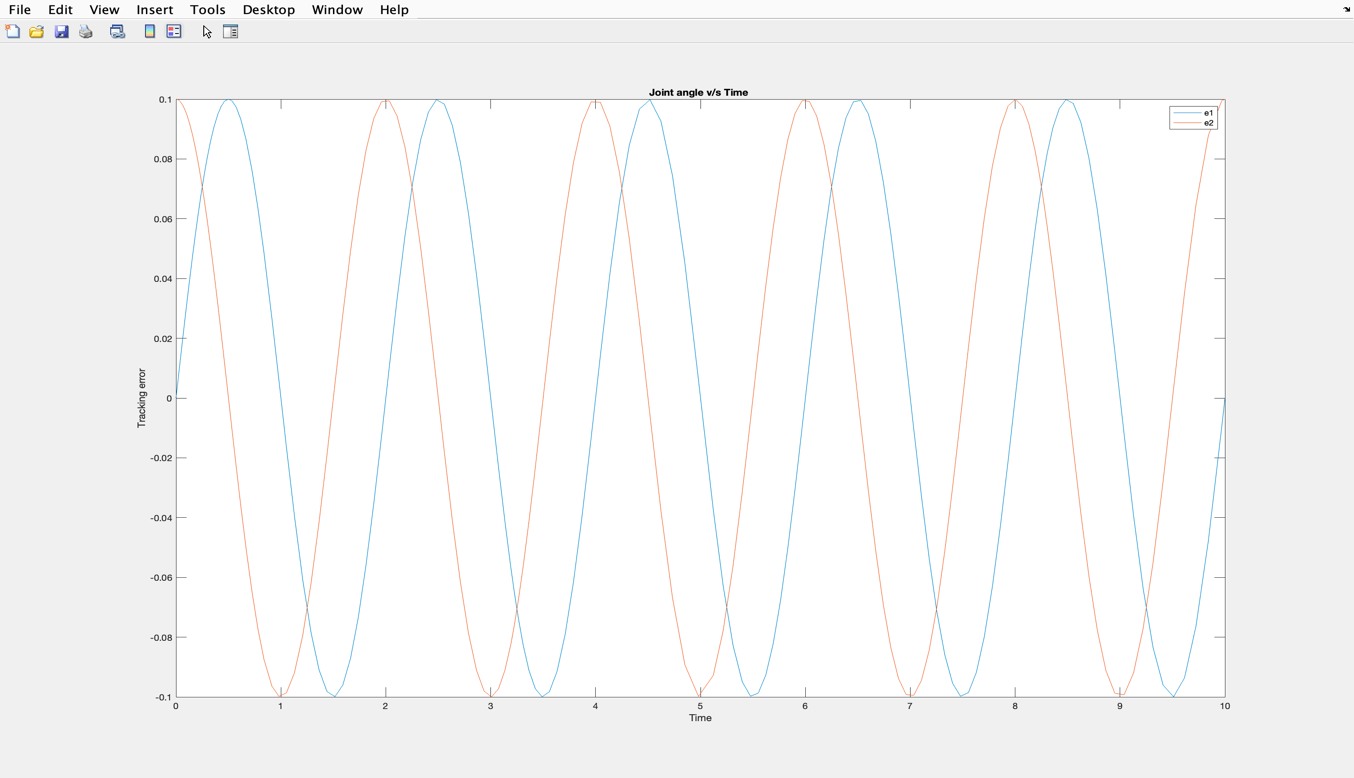 File Edit View Insert Tools Desktop Window Help
Joint angle v/s Time
e1
e2
0.1
0.08
0.06
0.04
0.02
0
-0.02
-0.04
-0.06
-0.08
-0.1
Tracking error
0 1 2 3 4 5 6 7 8 9 10
Time